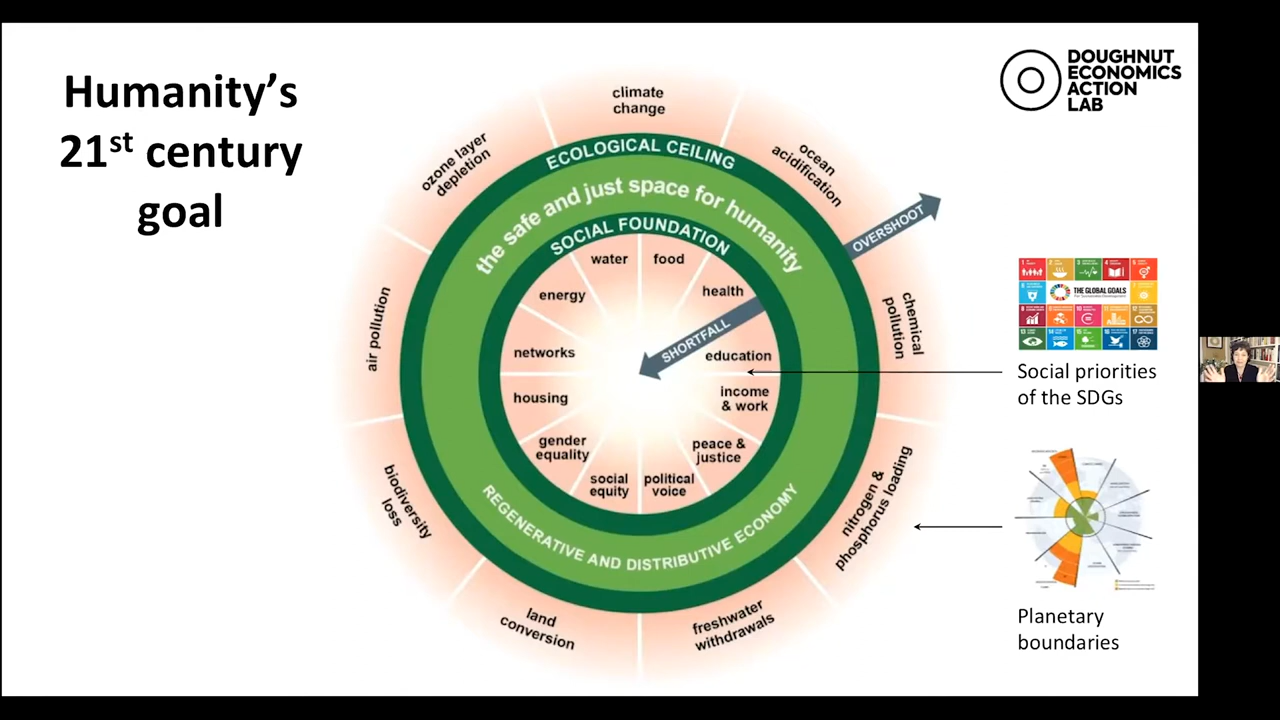 Humanity's
21st century
goal
DOUGHNUT
ECONOMICS
ACTION
LAB
climate
change
ozone layer
depletion
ocean
acidification
air pollution
chemical
pollution
biodiversity
loss
nitrogen &
phosphorus loading
land
conversion
freshwater
withdrawals
ECOLOGICAL CEILING
the safe and just space for humanity
SOCIAL FOUNDATION
OVERSHOOT
SHORTFALL
water
food
energy
health
networks
education
housing
income
& work
gender
equality
peace &
justice
social
equity
political
voice
REGENERATIVE AND DISTRIBUTIVE ECONOMY
THE GLOBAL GOALS
Social priorities
of the SDGs
Planetary
boundaries